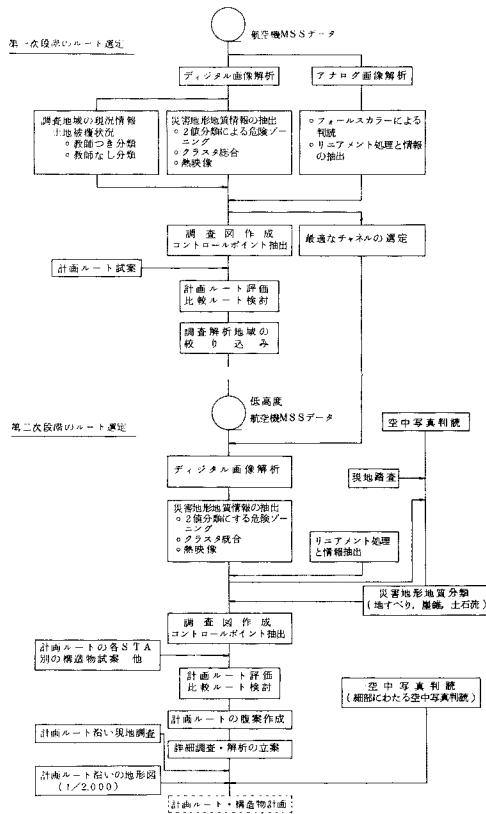 航空機MSSデータ
第一次段階のルート選定
ディジタル画像解析
アナログ画像解析
調査地域の現況情報
土地被覆状況
○教師つき分類
○教師なし分類
災害地形地質情報の抽出
○2値分類による危険ゾー
ニング
○クラスタ統合
○熱映像
○フォールスカラーによる
判読
○リニアメント処理と情報
の抽出
調査図作成
コントロールポイント抽出
最適なチャネルの選定
計画ルート試案
計画ルート評価
比較ルート検討
調査解析地域の
絞り込み
低高度
航空機MSSデータ
第二次段階のルート選定
空中写真判読
ディジタル画像解析
現地踏査
災害地形地質情報の抽出
○2値分類にする危険ゾー
ニング
○クラスタ統合
○熱映像
リニアメント処理
と情報抽出
災害地形地質分類
(地すべり,崖錐,土石流)
調査図作成
コントロールポイント抽出
計画ルートの各STA
別の構造物試案 他
計画ルート評価
比較ルート検討
空中写真判読
(細部にわたる空中写真判読)
計画ルートの腹案作成
計画ルート沿い現地調査
詳細調査・解析の立案
計画ルート沿いの地形図
(1/2,000)
計画ルート・構造物計画